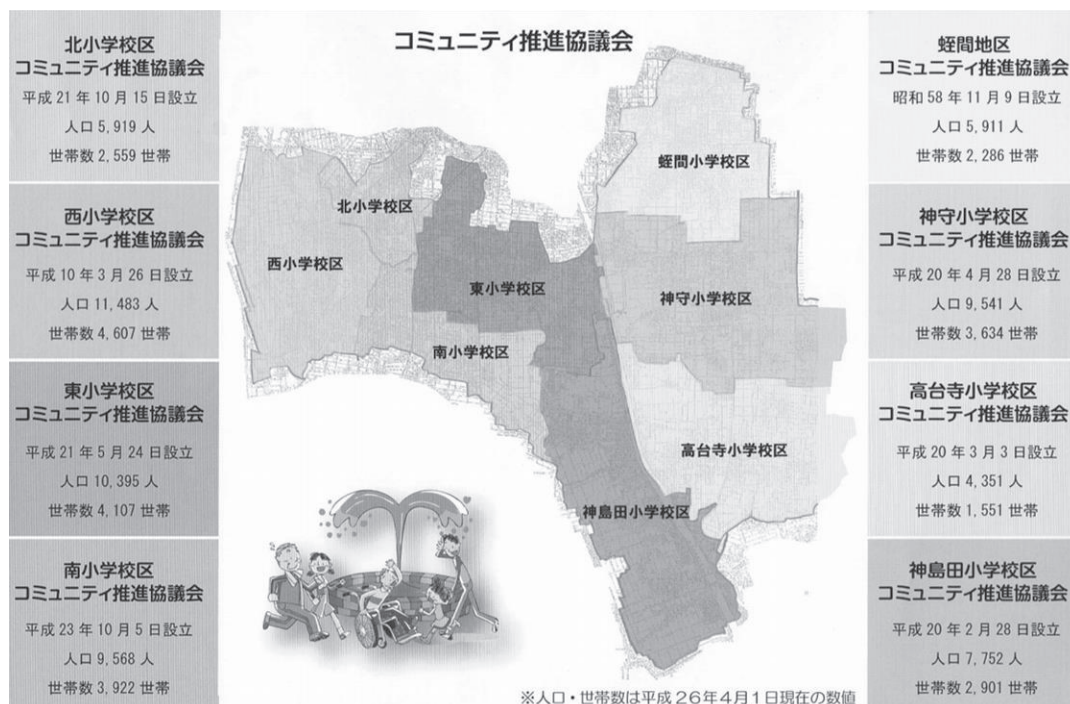 コミュニティ推進協議会
北小学校区
コミュニティ推進協議会
平成 21 年 10 月 15 日設立
人口 5,919 人
世帯数 2,559 世帯
西小学校区
コミュニティ推進協議会
平成 10 年 3 月 26 日設立
人口 11,483 人
世帯数 4,607 世帯
東小学校区
コミュニティ推進協議会
平成 21 年 5 月 24 日設立
人口 10,395 人
世帯数 4,107 世帯
南小学校区
コミュニティ推進協議会
平成 23 年 10 月 5 日設立
人口 9,568 人
世帯数 3,922 世帯
北小学校区
西小学校区
東小学校区
南小学校区
蛭間小学校区
神守小学校区
高台寺小学校区
神島田小学校区
蛭間地区
コミュニティ推進協議会
昭和 58 年 11 月 9 日設立
人口 5,911 人
世帯数 2,286 世帯
神守小学校区
コミュニティ推進協議会
平成 20 年 4 月 28 日設立
人口 9,541 人
世帯数 3,634 世帯
高台寺小学校区
コミュニティ推進協議会
平成 20 年 3 月 3 日設立
人口 4,351 人
世帯数 1,551 世帯
神島田小学校区
コミュニティ推進協議会
平成 20 年 2 月 28 日設立
人口 7,752 人
世帯数 2,901 世帯
※人口・世帯数は平成 26年4月1日現在の数値